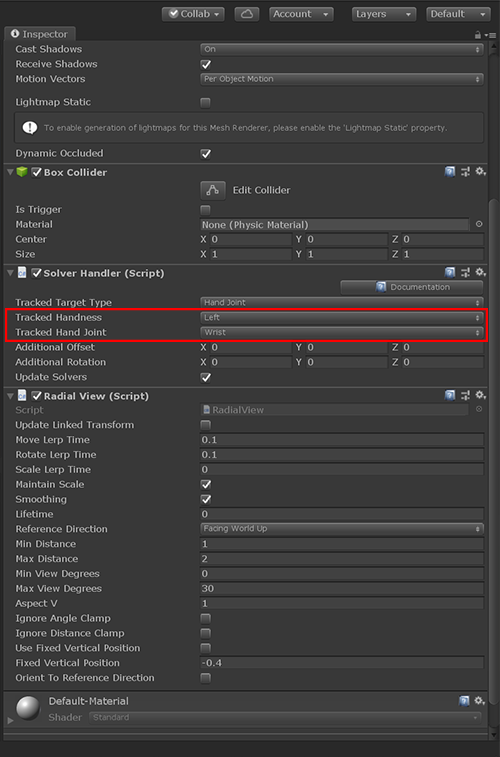 Collab Account Layers Default
Inspector
Cast Shadows On
Receive Shadows
Motion Vectors Per Object Motion
Lightmap Static
To enable generation of lightmaps for this Mesh Renderer, please enable the 'Lightmap Static' property.
Dynamic Occluded
Box Collider
Edit Collider
Is Trigger
Material None (Physic Material)
Center X 0 Y 0 Z 0
Size X 1 Y 1 Z 1
Solver Handler (Script)
Documentation
Tracked Target Type Hand Joint
Tracked Handness Left
Tracked Hand Joint Wrist
Additional Offset X 0 Y 0 Z 0
Additional Rotation X 0 Y 0 Z 0
Update Solvers
Radial View (Script)
Script RadialView
Update Linked Transform
Move Lerp Time 0.1
Rotate Lerp Time 0.1
Scale Lerp Time 0
Maintain Scale
Smoothing
Lifetime 0
Reference Direction Facing World Up
Min Distance 1
Max Distance 2
Min View Degrees 0
Max View Degrees 30
Aspect V 1
Ignore Angle Clamp
Ignore Distance Clamp
Use Fixed Vertical Position
Fixed Vertical Position -0.4
Orient To Reference Direction
Default-Material
Shader Standard